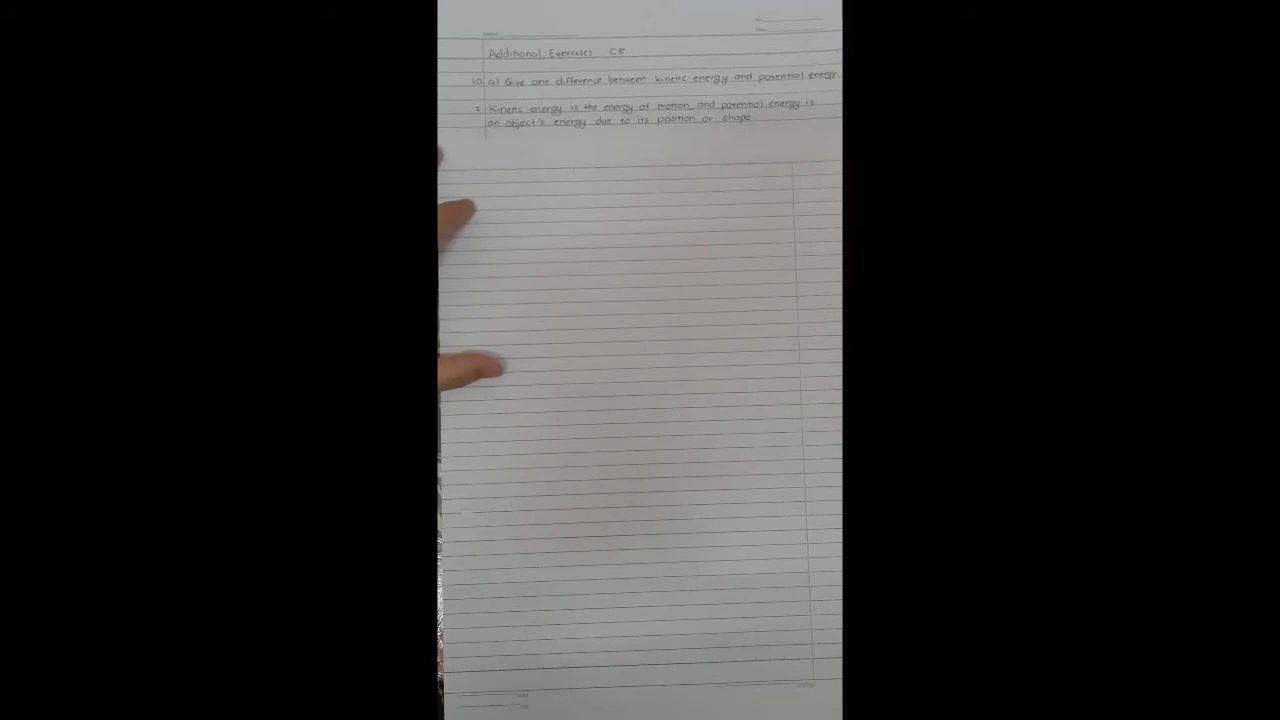 Additional Exercises C5
10. a) Give one difference between kinetic energy and potential energy
= Kinetic energy is the energy of motion, and potential energy is
an object's energy due to its position or shape.